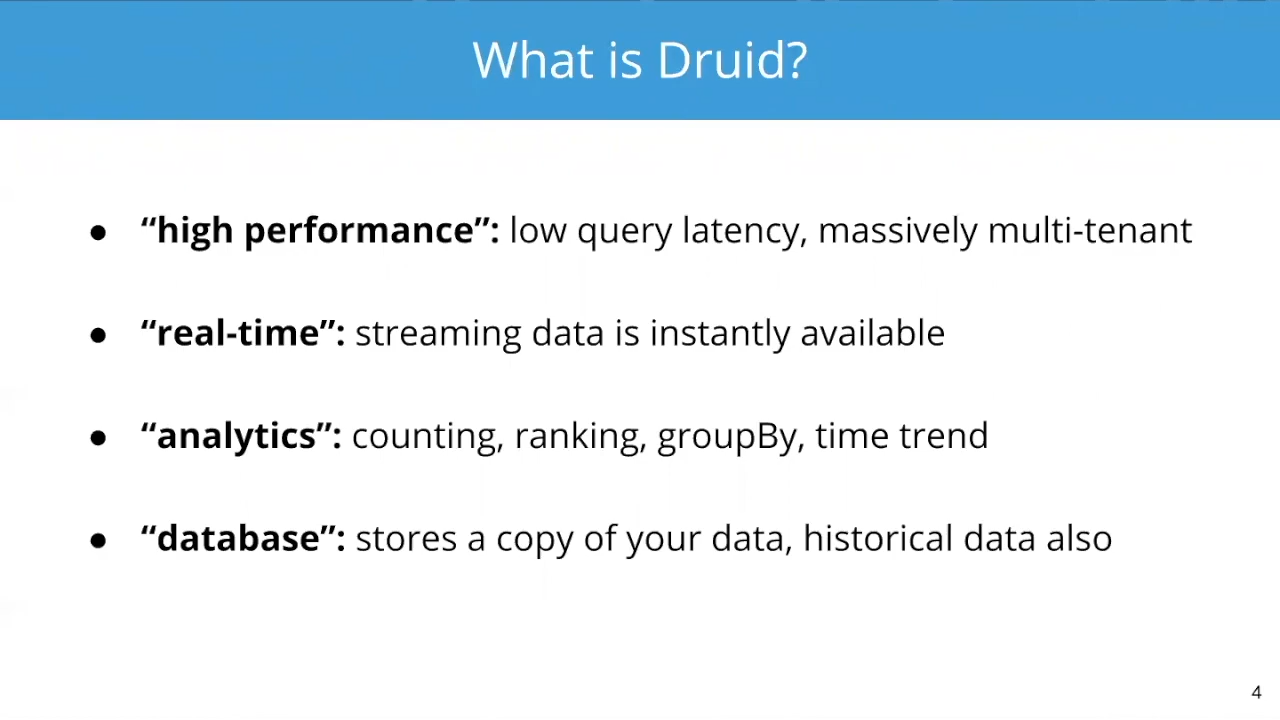 What is Druid?
● “high performance”: low query latency, massively multi-tenant
● “real-time”: streaming data is instantly available
● “analytics”: counting, ranking, groupBy, time trend
● “database”: stores a copy of your data, historical data also
4